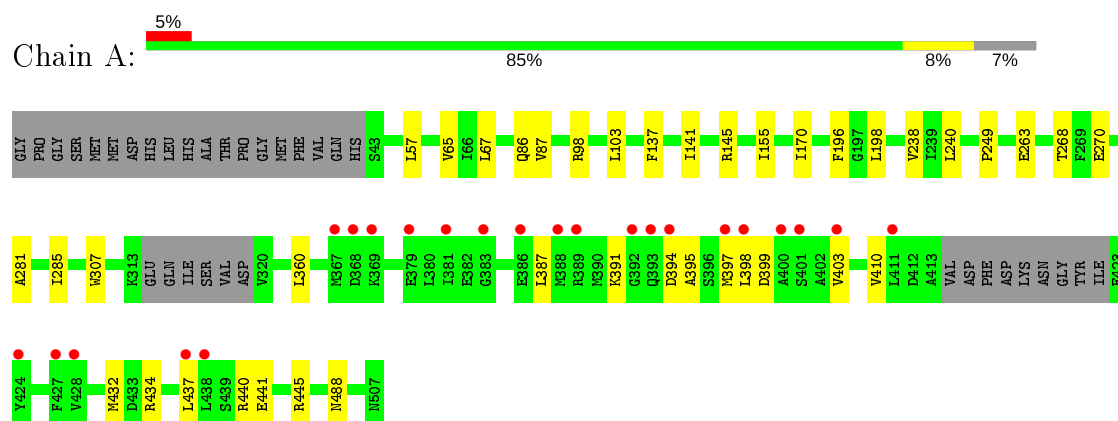 5%
Chain A:
85% 8% 7%
GLY PRO GLY SER MET MET ASP HIS LEU HIS ALA THR PRO GLY MET PHE VAL GLN HIS S43 L57 V65 I66 L67 Q86 V87 R98 L103 F137 I141 R145 I155 I170 F196 G197 L198 V238 I239 L240 P249 E263 T268 F269 E270
A281 I285 W307 K313 GLU GLN ILE SER VAL ASP V320 L360 M367 D368 K369 E379 L380 I381 E382 G383 E386 L387 M388 R389 M390 K391 G392 Q393 D394 A395 S396 M397 L398 D399 A400 S401 A402 V403 V410 L411 D412 A413 VAL ASP PHE ASP LYS ASN GLY TYR ILE
Y424 F427 V428 M432 D433 R434 L437 L438 S439 R440 E441 R445 N488 N507